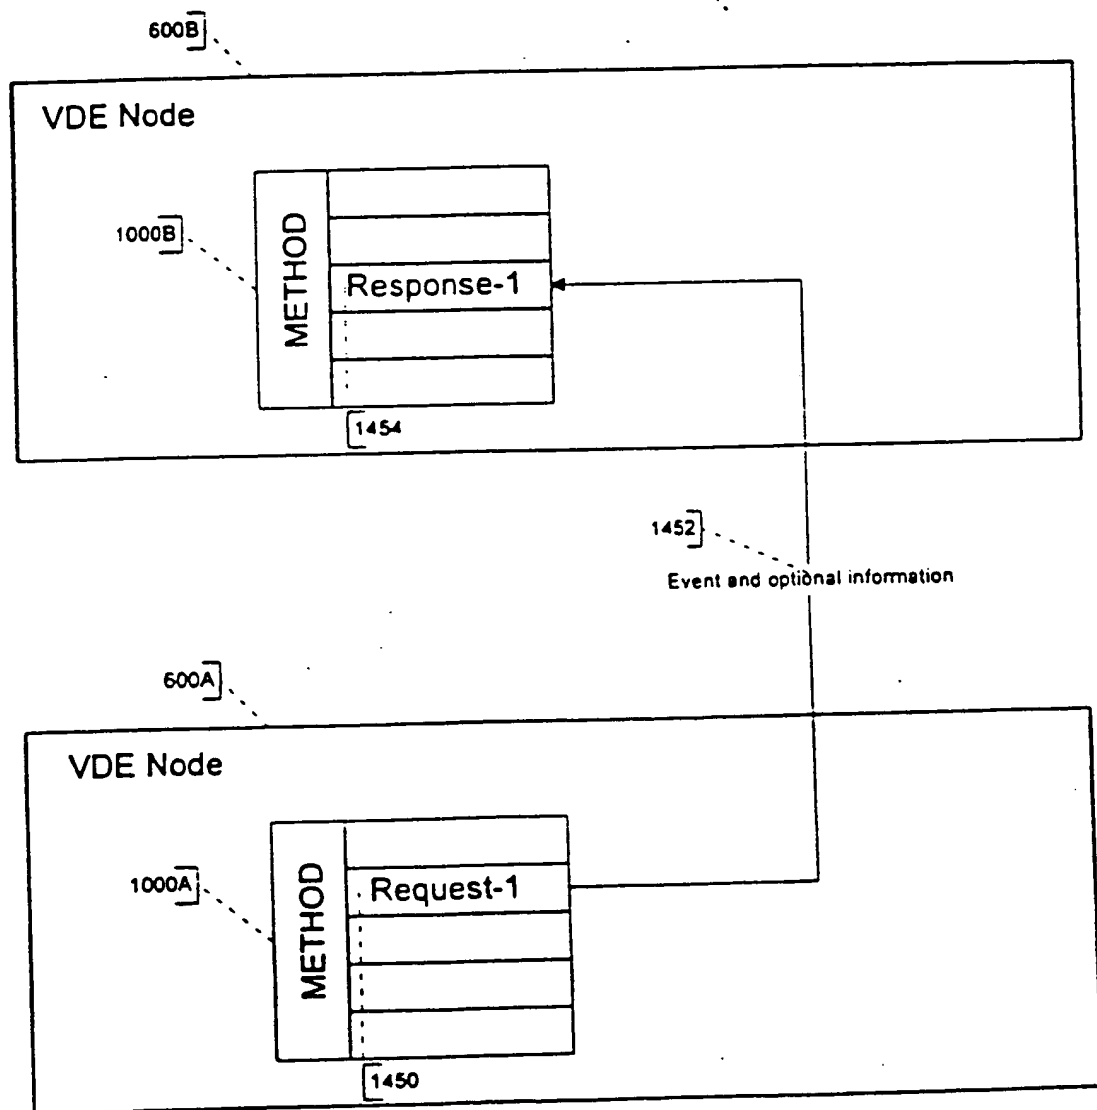 600B
VDE Node
1000B
METHOD
Response-1
1454
1452
Event and optional information
600A
VDE Node
1000A
METHOD
Request-1
1450